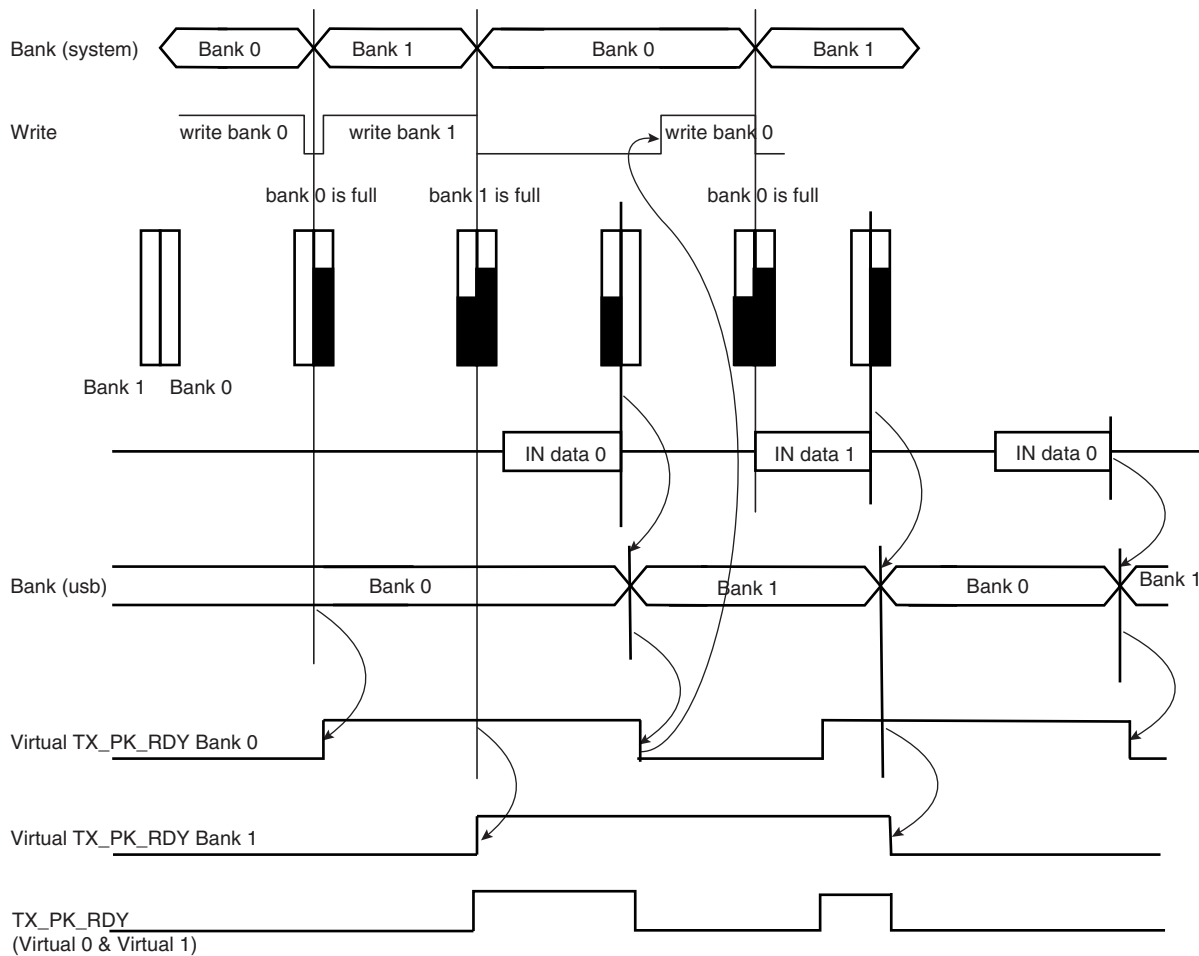 Bank (system)
Bank 0
Bank 1
Bank 0
Bank 1
Write
write bank 0
write bank 1
write bank 0
bank 0 is full
bank 1 is full
bank 0 is full
Bank 1
Bank 0
IN data 0
IN data 1
IN data 0
Bank (usb)
Bank 0
Bank 1
Bank 0
Bank 1
Virtual TX_PK_RDY Bank 0
Virtual TX_PK_RDY Bank 1
TX_PK_RDY
(Virtual 0 & Virtual 1)